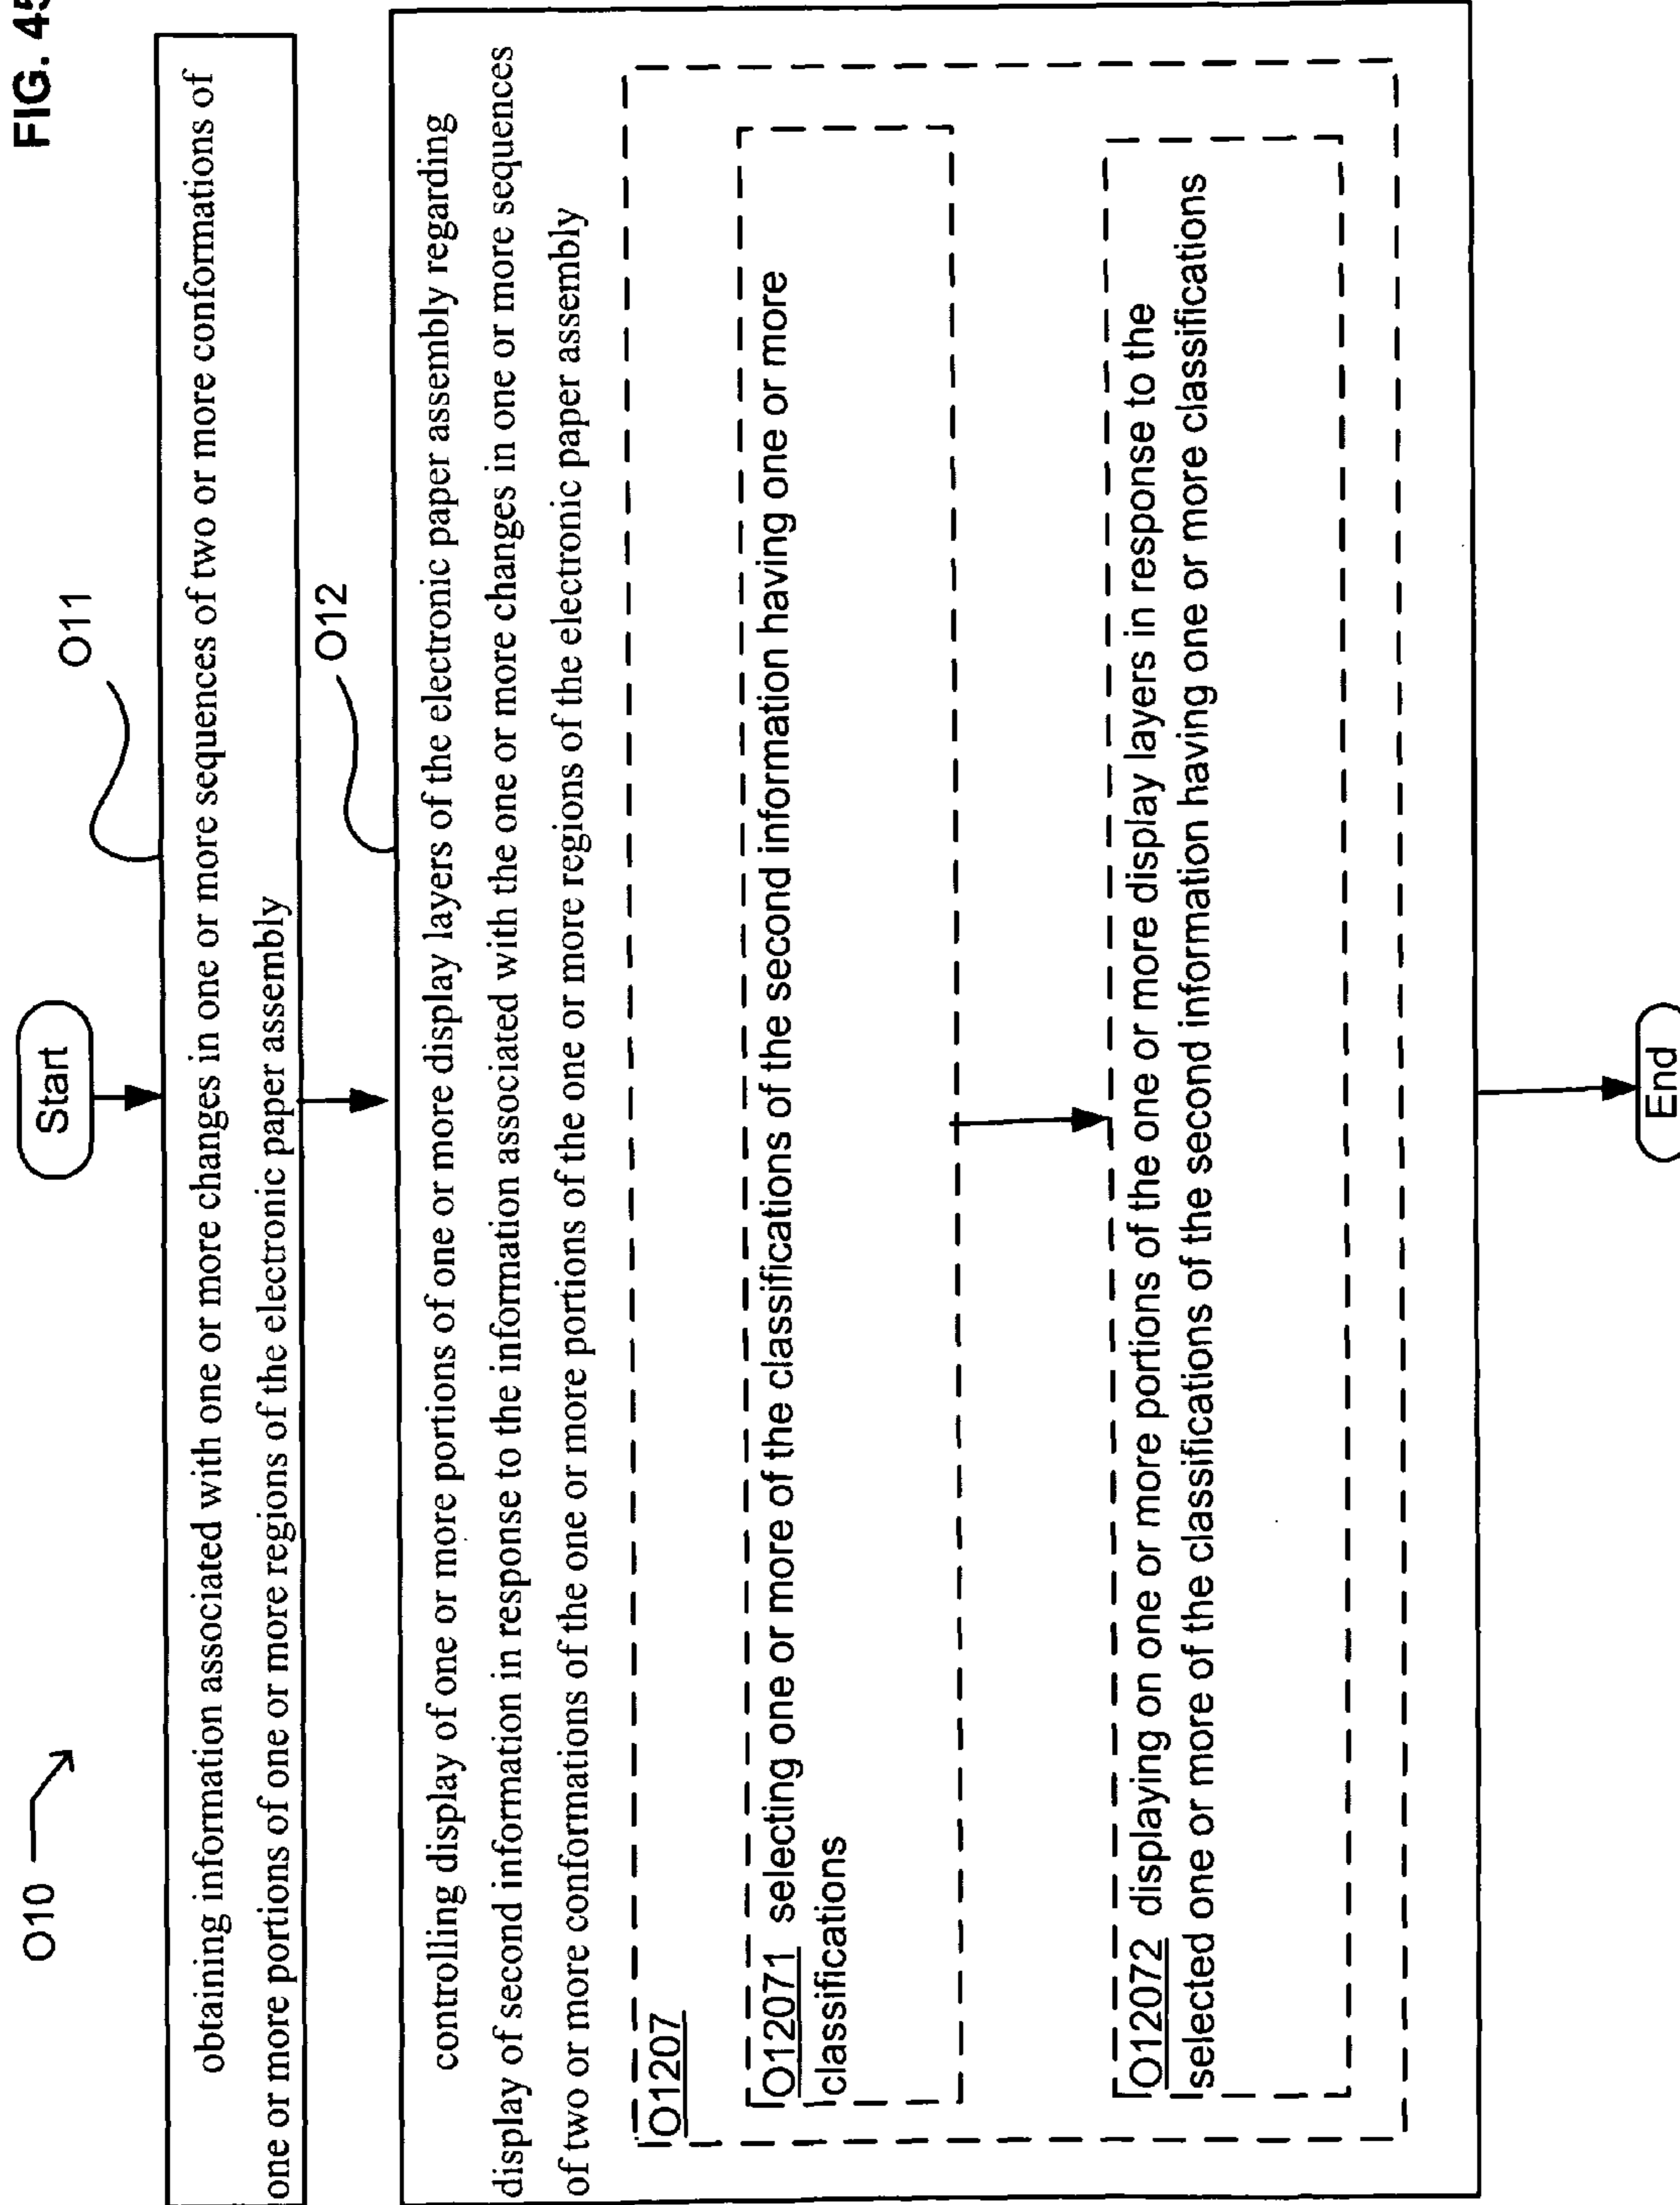 FIG. 45
O10
Start
O11
obtaining information associated with one or more changes in one or more sequences of two or more conformations of
one or more portions of one or more regions of the electronic paper assembly
O12
controlling display of one or more portions of one or more display layers of the electronic paper assembly regarding
display of second information in response to the information associated with the one or more changes in one or more sequences
of two or more conformations of the one or more portions of the one or more regions of the electronic paper assembly
O1207
O12071 selecting one or more of the classifications of the second information having one or more
classifications
O12072 displaying on one or more portions of the one or more display layers in response to the
selected one or more of the classifications of the second information having one or more classifications
End